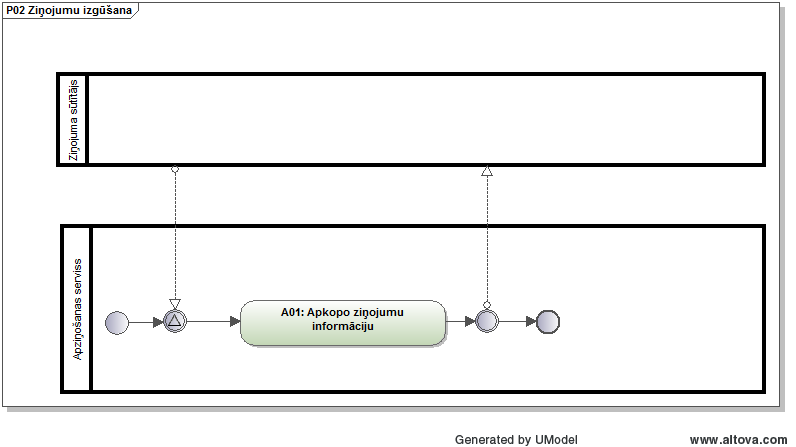 P02 Ziņojumu izgūšana
Ziņojuma sūtītājs
Apziņošanas serviss
A01: Apkopo ziņojumu
informāciju
Generated by UModel
www.altova.com